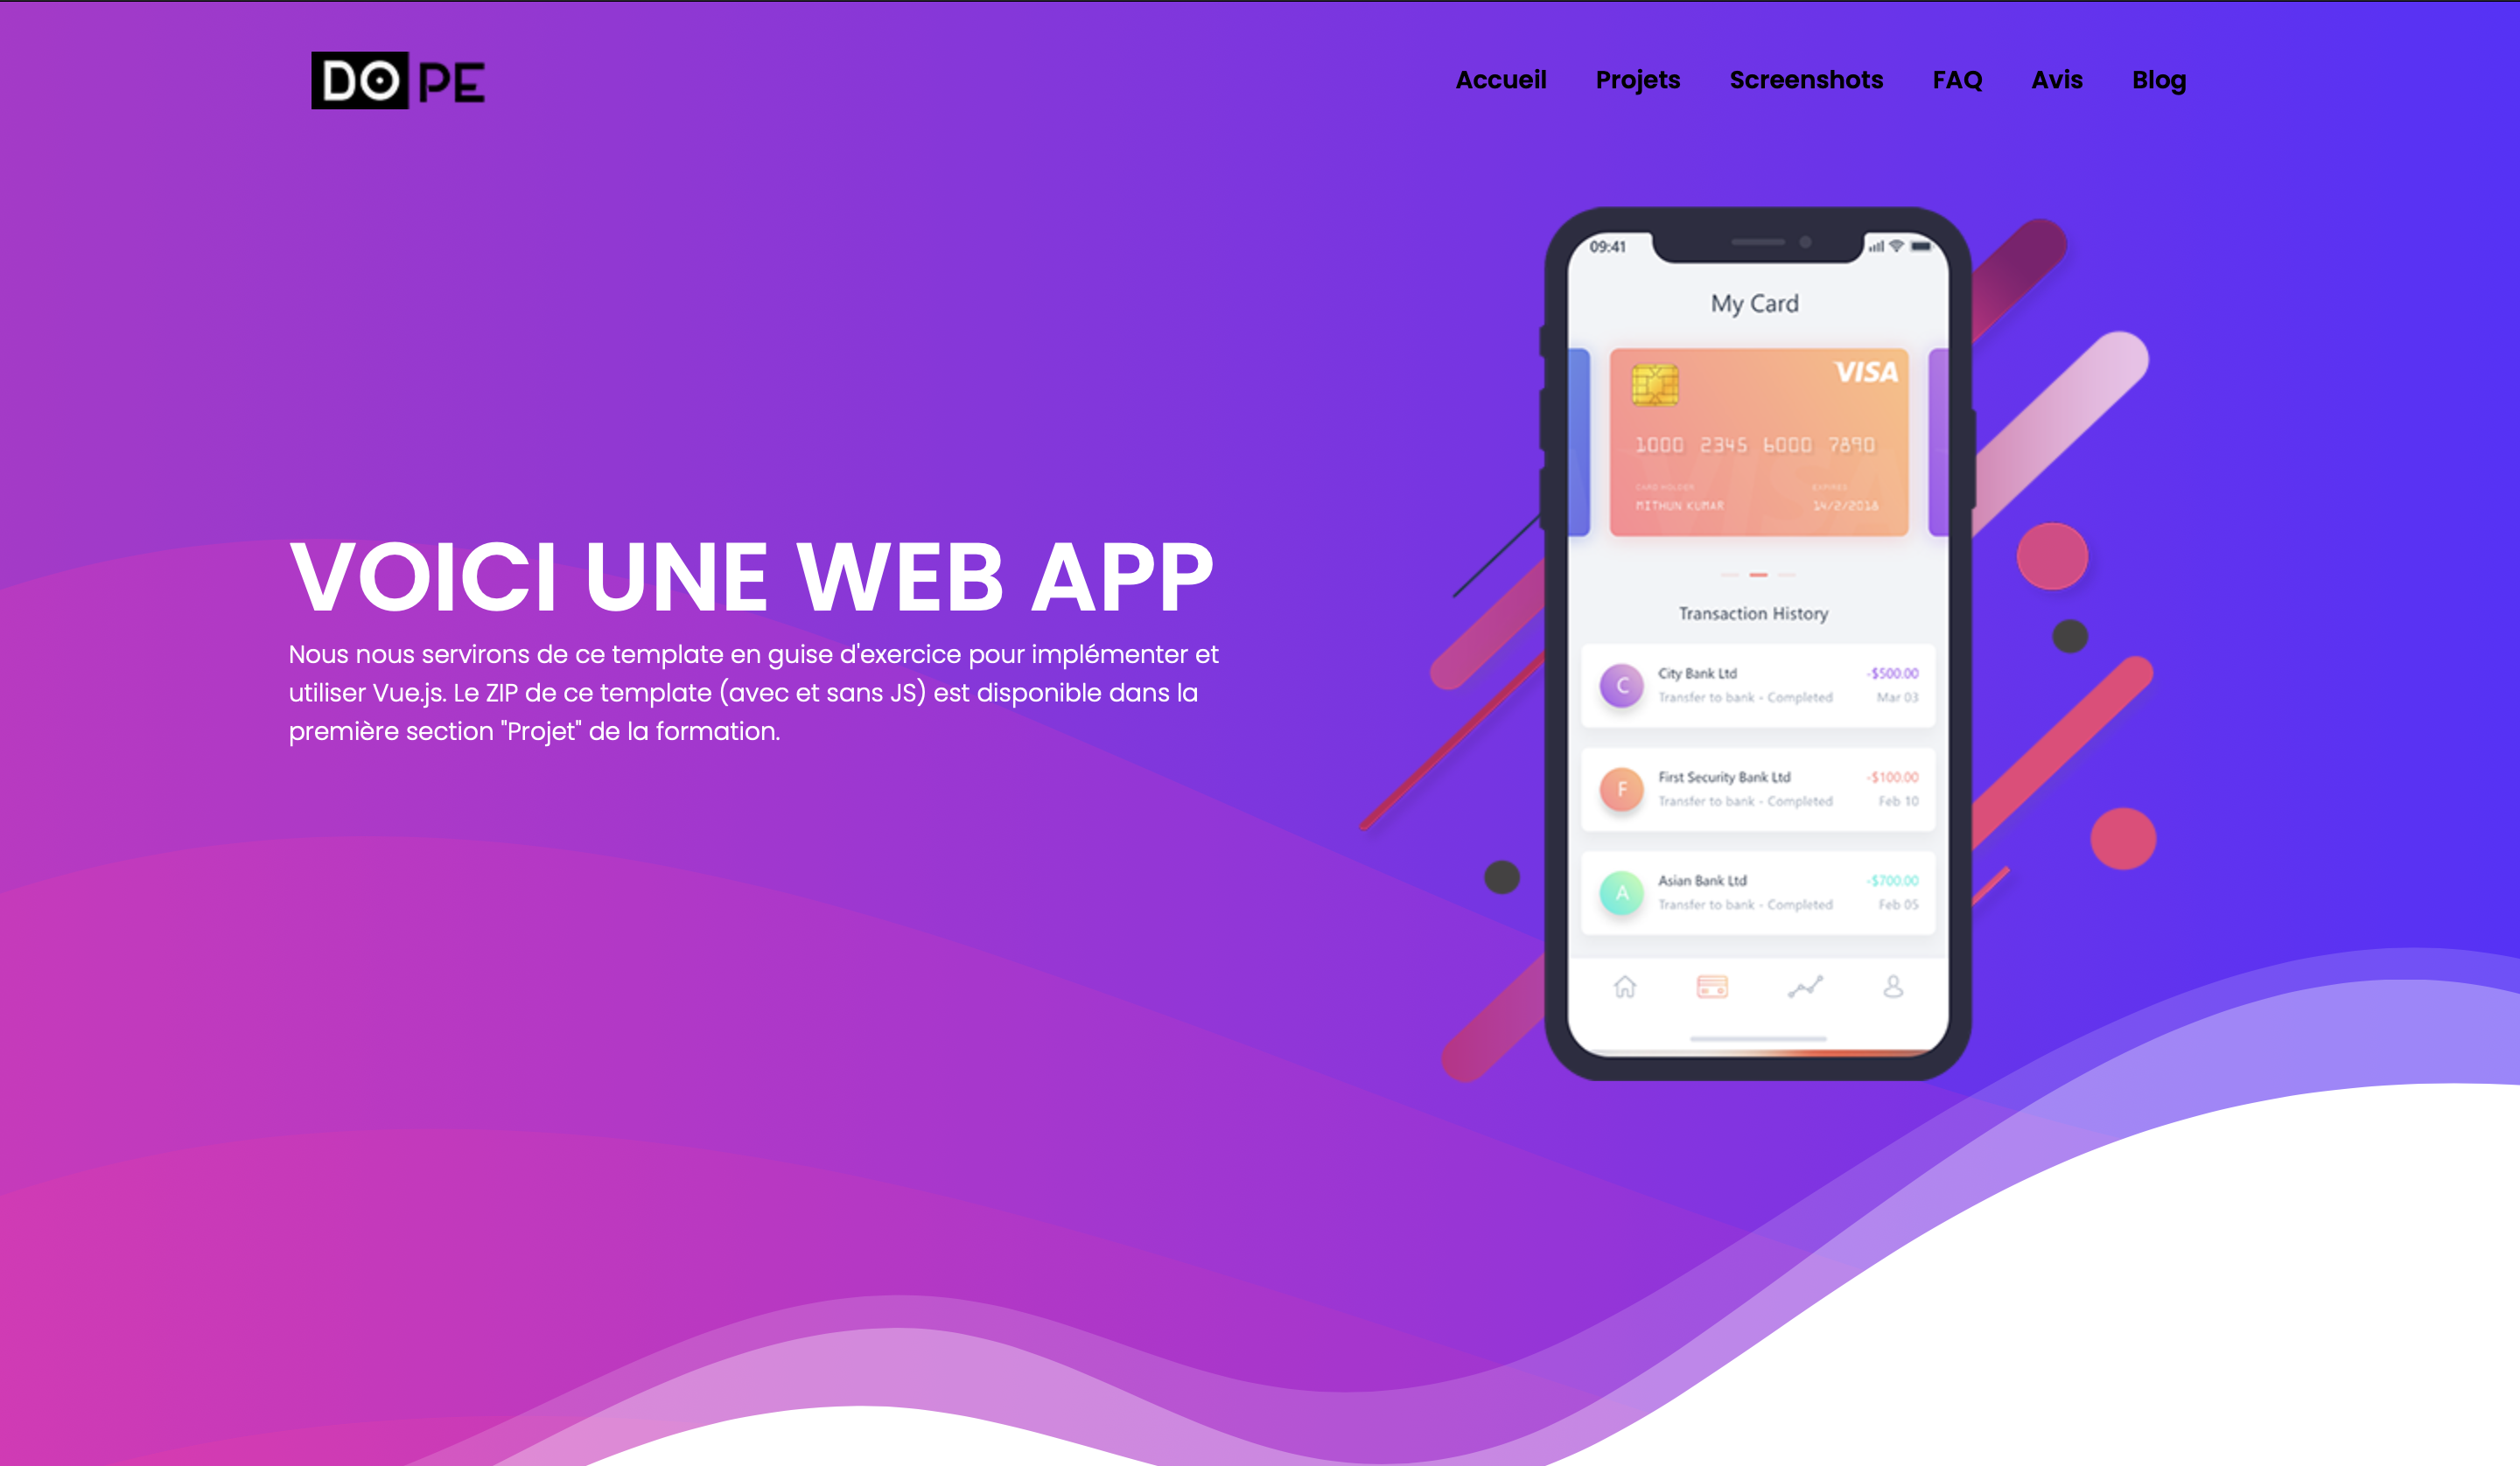 DOPE
Accueil Projets Screenshots FAQ Avis Blog
VOICI UNE WEB APP
Nous nous servirons de ce template en guise d'exercice pour implémenter et
utiliser Vue.js. Le ZIP de ce template (avec et sans JS) est disponible dans la
première section "Projet" de la formation.
09:41
My Card
VISA
1000 2345 6000 7890
CARD HOLDER EXPIRES
MITHUN KUMAR 14/2/2018
Transaction History
C
City Bank Ltd -$500.00
Transfer to bank - Completed Mar 03
F
First Security Bank Ltd -$100.00
Transfer to bank - Completed Feb 10
A
Asian Bank Ltd -$700.00
Transfer to bank - Completed Feb 05